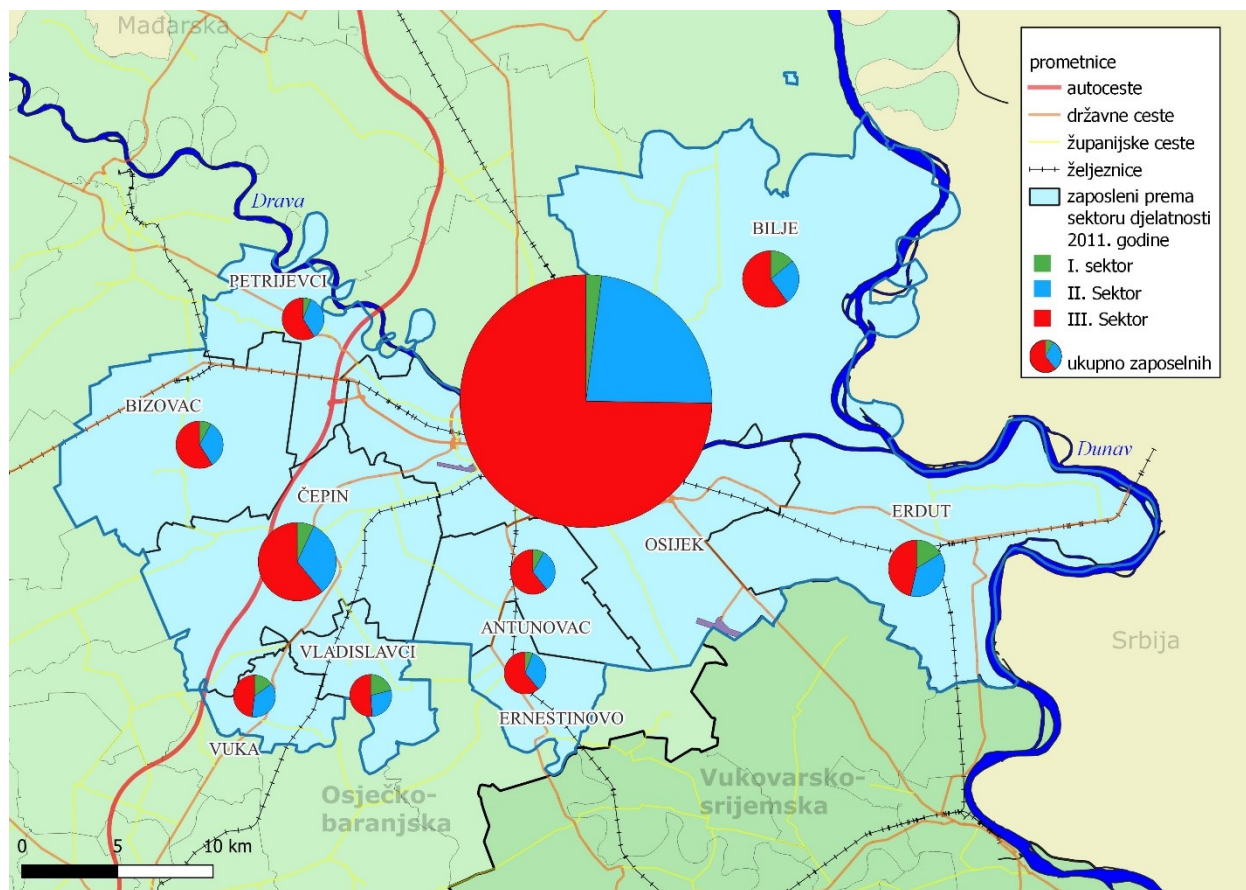 Mađarska
prometnice
autoceste
državne ceste
županijske ceste
željeznice
zaposleni prema
sektoru djelatnosti
2011. godine
I. sektor
II. Sektor
III. Sektor
ukupno zaposelnih
Drava
BILJE
PETRIJEVCI
BIZOVAC
Dunav
ČEPIN
ERDUT
OSIJEK
ANTUNOVAC
Srbija
VLADISLAVCI
ERNESTINOVO
VUKA
Vukovarsko-
srijemska
Osječko-
baranjska
0 5 10 km